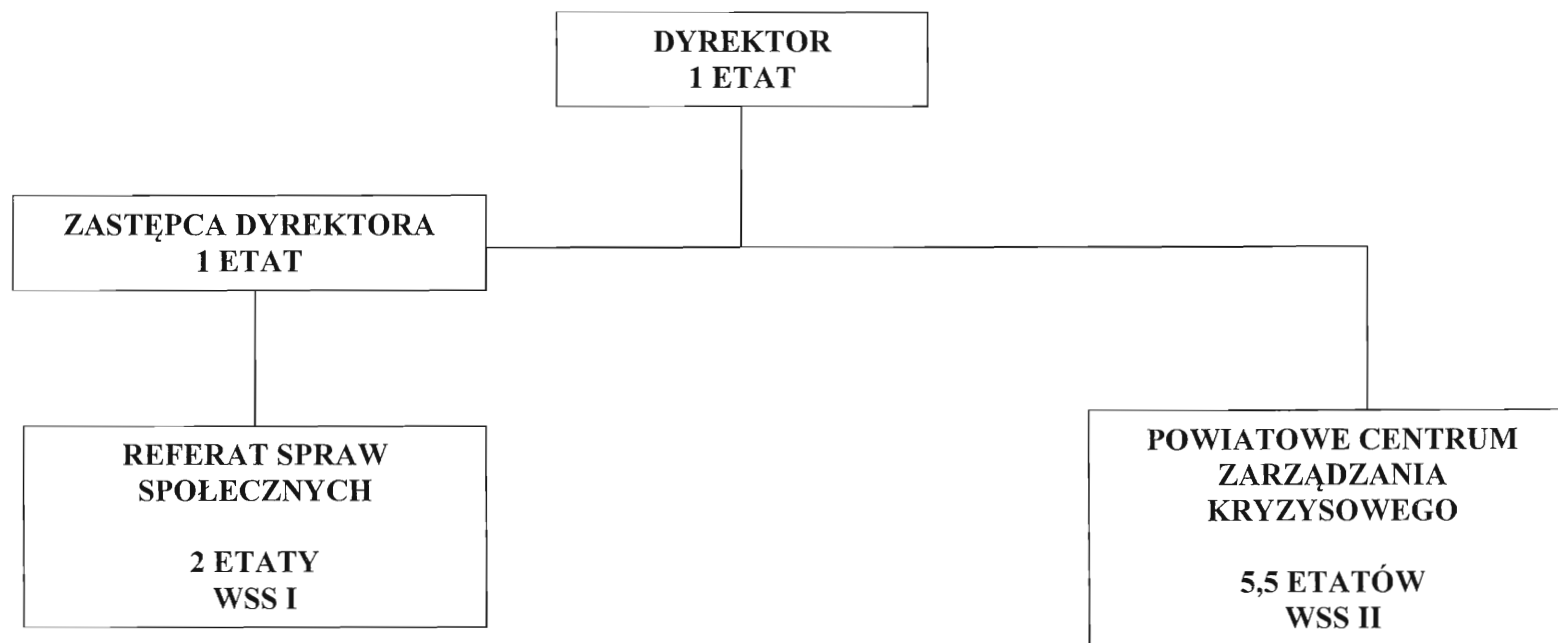 DYREKTOR
1 ETAT
ZASTĘPCA DYREKTORA
1 ETAT
REFERAT SPRAW
SPOŁECZNYCH
2 ETATY
WSS I
POWIATOWE CENTRUM
ZARZĄDZANIA
KRYZYSOWEGO
5,5 ETATÓW
WSS II